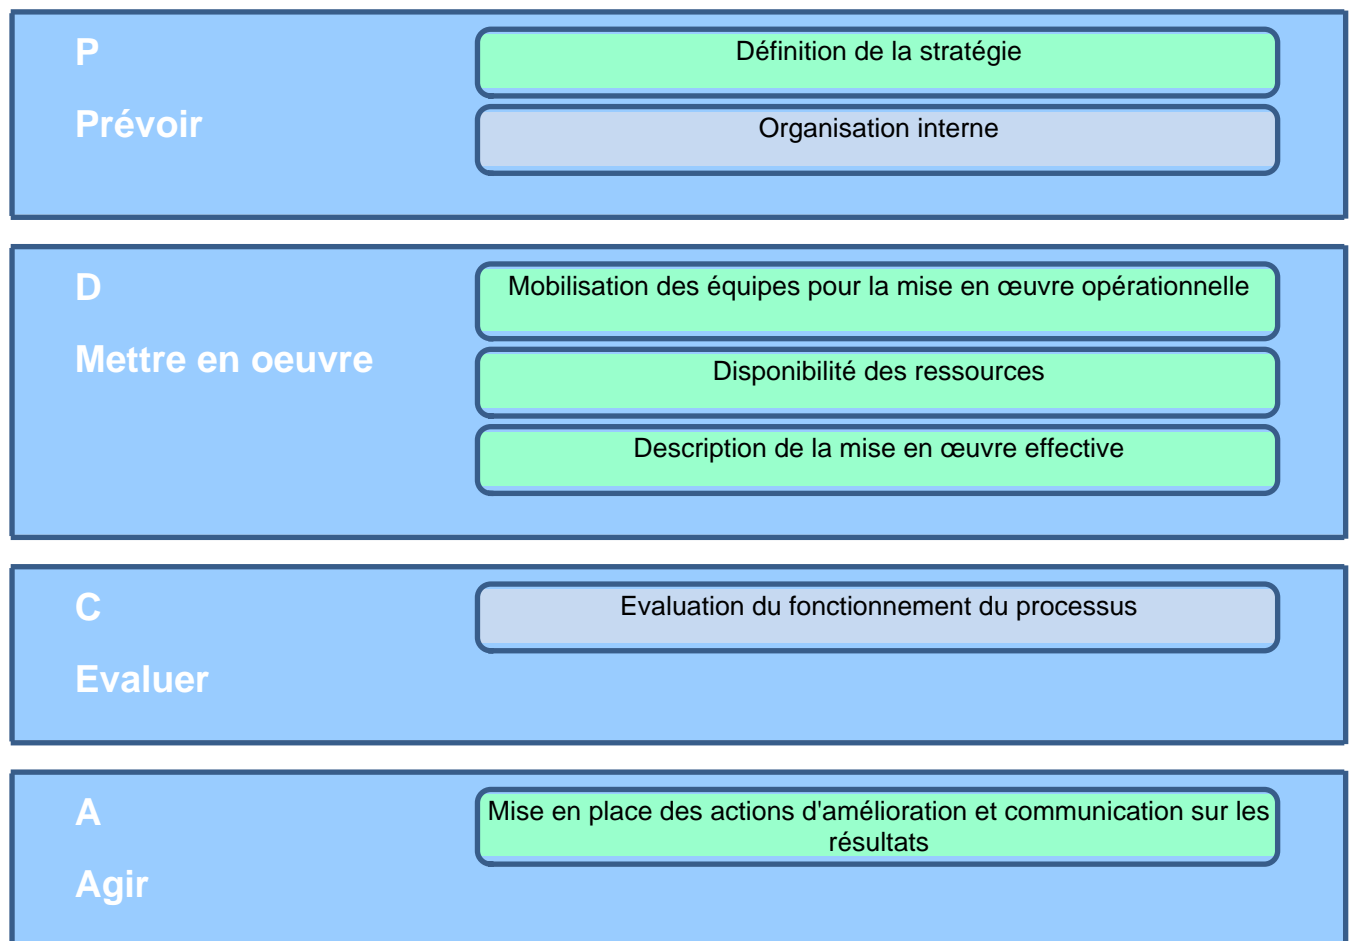 P
Définition de la stratégie
Prévoir
Organisation interne
D
Mobilisation des équipes pour la mise en œuvre opérationnelle
Mettre en oeuvre
Disponibilité des ressources
Description de la mise en œuvre effective
C
Evaluation du fonctionnement du processus
Evaluer
A
Mise en place des actions d'amélioration et communication sur les
résultats
Agir